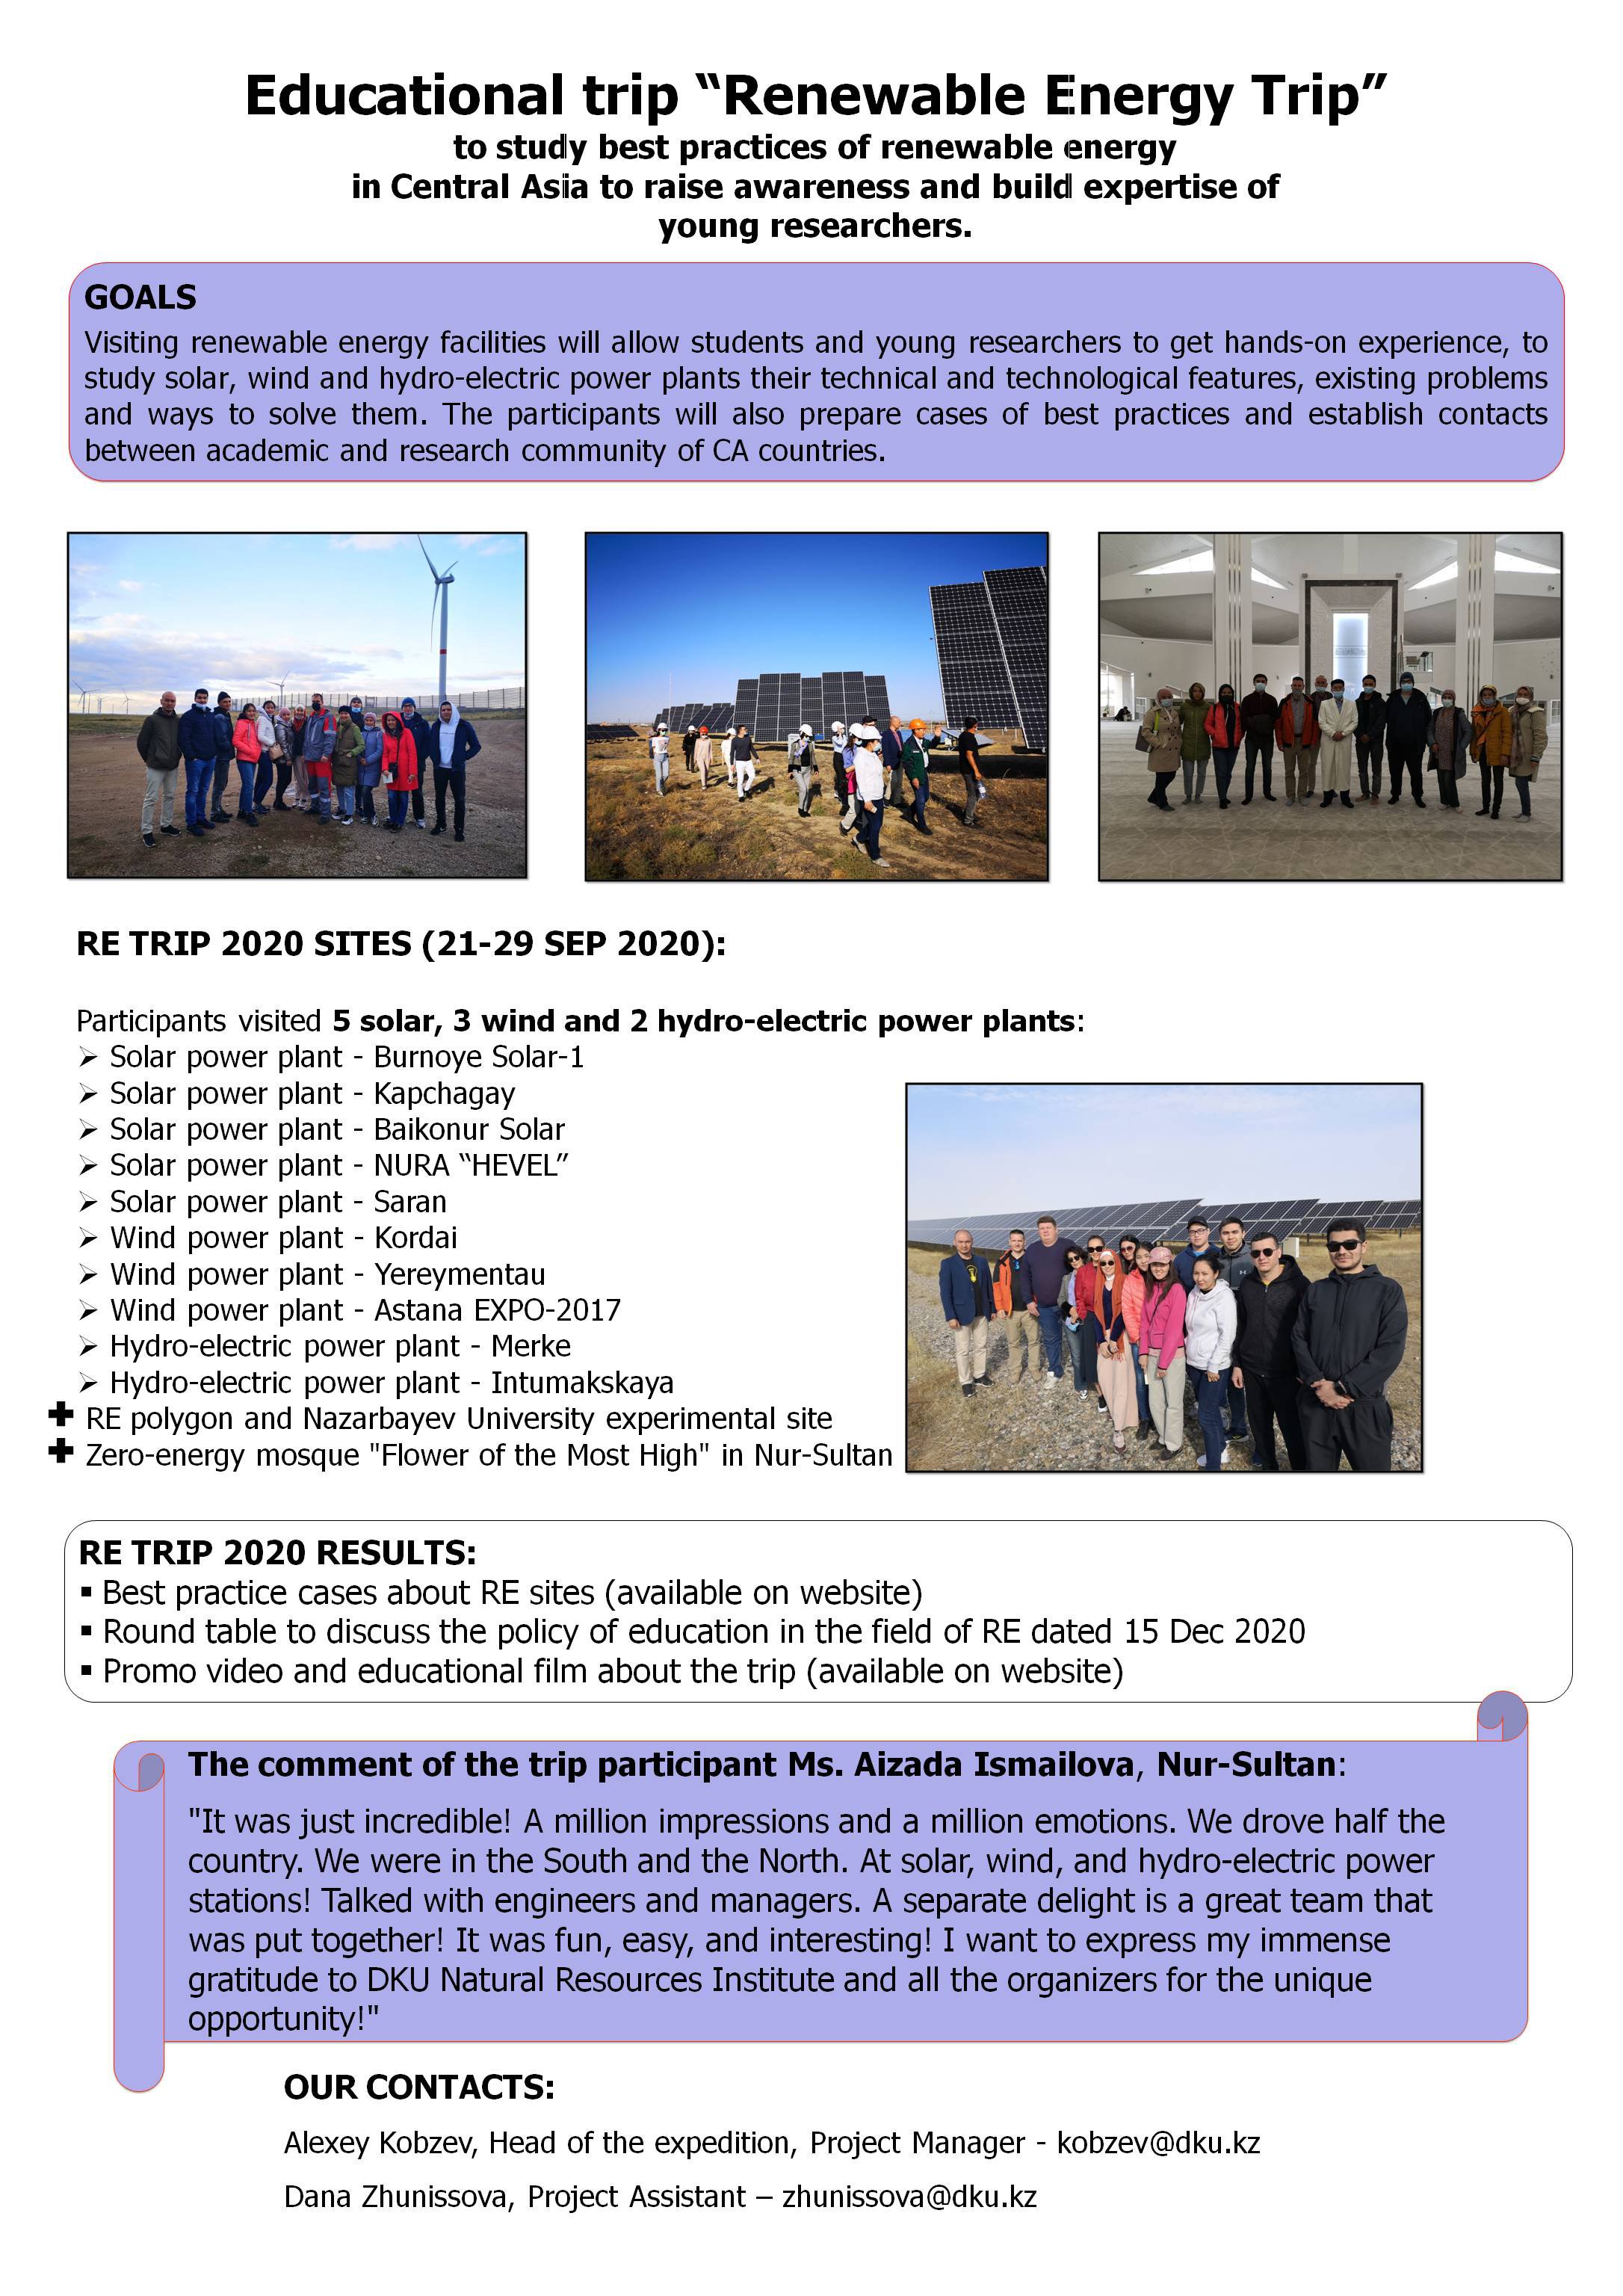 Educational trip “Renewable Energy Trip”
to study best practices of renewable energy
in Central Asia to raise awareness and build expertise of
young researchers.
GOALS
Visiting renewable energy facilities will allow students and young researchers to get hands-on experience, to
study solar, wind and hydro-electric power plants their technical and technological features, existing problems
and ways to solve them. The participants will also prepare cases of best practices and establish contacts
between academic and research community of CA countries.
RE TRIP 2020 SITES (21-29 SEP 2020):
Participants visited 5 solar, 3 wind and 2 hydro-electric power plants:
➢ Solar power plant - Burnoye Solar-1
➢ Solar power plant - Kapchagay
➢ Solar power plant - Baikonur Solar
➢ Solar power plant - NURA “HEVEL”
➢ Solar power plant - Saran
➢ Wind power plant - Kordai
➢ Wind power plant - Yereymentau
➢ Wind power plant - Astana EXPO-2017
➢ Hydro-electric power plant - Merke
➢ Hydro-electric power plant - Intumakskaya
✚ RE polygon and Nazarbayev University experimental site
✚ Zero-energy mosque "Flower of the Most High" in Nur-Sultan
RE TRIP 2020 RESULTS:
▪ Best practice cases about RE sites (available on website)
▪ Round table to discuss the policy of education in the field of RE dated 15 Dec 2020
▪ Promo video and educational film about the trip (available on website)
The comment of the trip participant Ms. Aizada Ismailova, Nur-Sultan:
"It was just incredible! A million impressions and a million emotions. We drove half the
country. We were in the South and the North. At solar, wind, and hydro-electric power
stations! Talked with engineers and managers. A separate delight is a great team that
was put together! It was fun, easy, and interesting! I want to express my immense
gratitude to DKU Natural Resources Institute and all the organizers for the unique
opportunity!"
OUR CONTACTS:
Alexey Kobzev, Head of the expedition, Project Manager - kobzev@dku.kz
Dana Zhunissova, Project Assistant – zhunissova@dku.kz